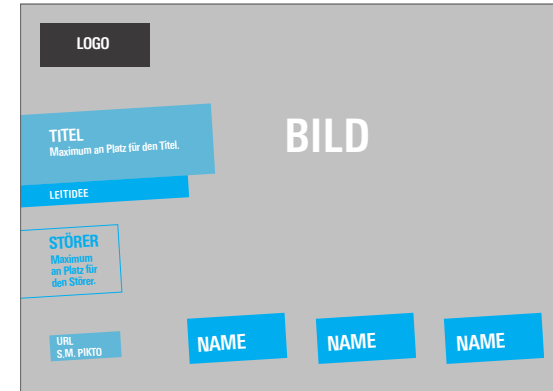 LOGO
BILD
TITEL
Maximum an Platz für den Titel.
LEITIDEE
STÖRER
Maximum
an Platz für
den Störer.
URL
S.M. PIKTO
NAME
NAME
NAME